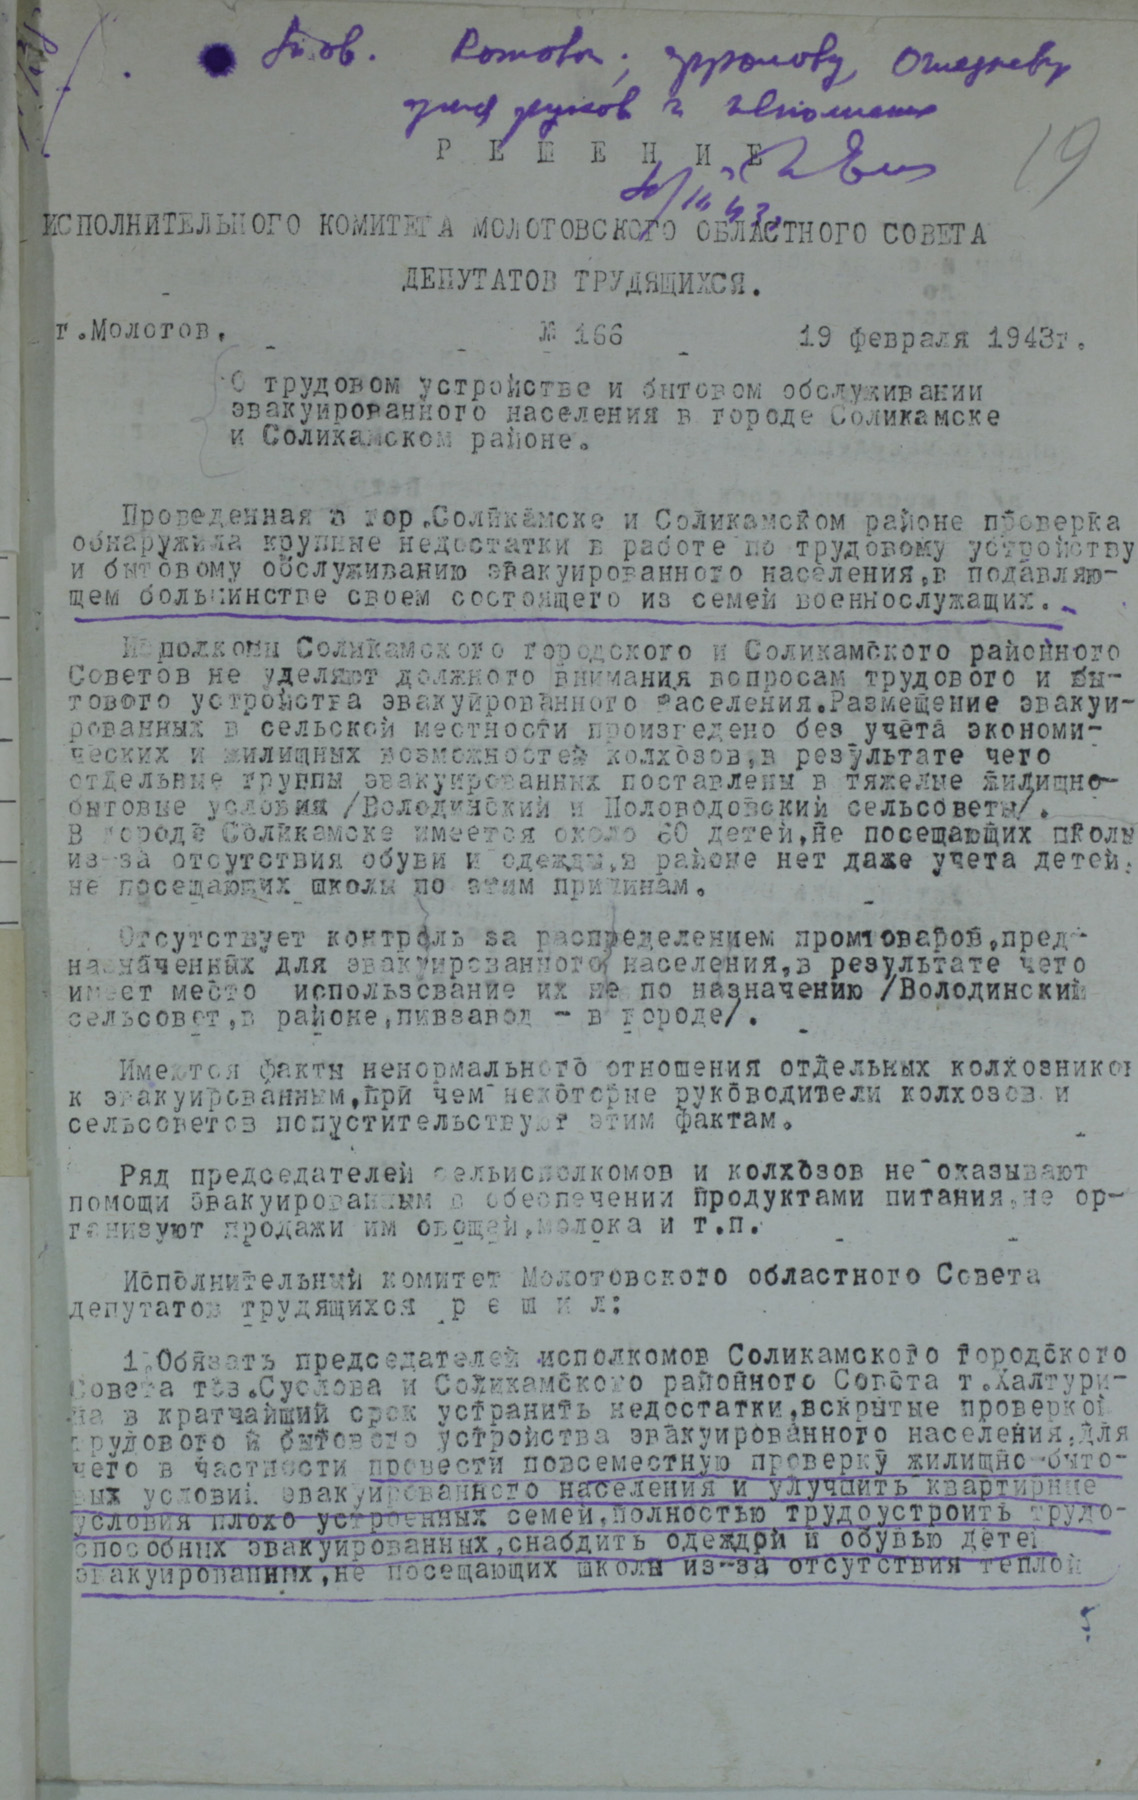 тов.
19
Р Е Ш Е Н И Е
ИСПОЛНИТЕЛЬНОГО КОМИТЕТА МОЛОТОВСКОГО ОБЛАСТНОГО СОВЕТА
ДЕПУТАТОВ ТРУДЯЩИХСЯ.
г.Молотов. № 166 19 февраля 1943г.
О трудовом устройстве и бытовом обслуживании
эвакуированного населения в городе Соликамске
и Соликамском районе.
Проведенная в гор.Соликамске и Соликамском районе проверка
обнаружила крупные недостатки в работе по трудовому устройству
и бытовому обслуживанию эвакуированного населения,в подавляю-
щем большинстве своем состоящего из семей военнослужащих.
Исполкомы Соликамского городского и Соликамского районного
Советов не уделяют должного внимания вопросам трудового и бы-
тового устройства эвакуированного населения.Размещение эвакуи-
рованных в сельской местности произведено без учета экономи-
ческих и жилищных возможностей колхозов,в результате чего
отдельные группы эвакуированных поставлены в тяжелые жилищно-
бытовые условия /Володинский и Половодовский сельсоветы/.
В городе Соликамске имеется около 60 детей,не посещающих школы
из-за отсутствия обуви и одежды,в районе нет даже учета детей,
не посещающих школы по этим причинам.
Отсутствует контроль за распределением промтоваров,пред-
назначенных для эвакуированного населения,в результате чего
имеет место использование их не по назначению /Володинский
сельсовет,в районе,пивзавод - в городе/.
Имеются факты ненормального отношения отдельных колхозников
к эвакуированным,при чем некоторые руководители колхозов и
сельсоветов попустительствуют этим фактам.
Ряд председателей сельисполкомов и колхозов не оказывают
помощи эвакуированным в обеспечении продуктами питания,не ор-
ганизуют продажи им овощей,молока и т.п.
Исполнительный комитет Молотовского областного Совета
депутатов трудящихся р е ш и л:
1.Обязать председателей исполкомов Соликамского городского
Совета тов.Суслова и Соликамского районного Совета т.Халтури-
на в кратчайший срок устранить недостатки,вскрытые проверкой
трудового и бытового устройства эвакуированного населения,для
чего в частности провести повсеместную проверку жилищно-быто-
вых условий эвакуированного населения и улучшить квартирные
условия плохо устроенных семей,полностью трудоустроить трудо-
способных эвакуированных,снабдить одеждой и обувью детей
эвакуированных,не посещающих школы из-за отсутствия теплой